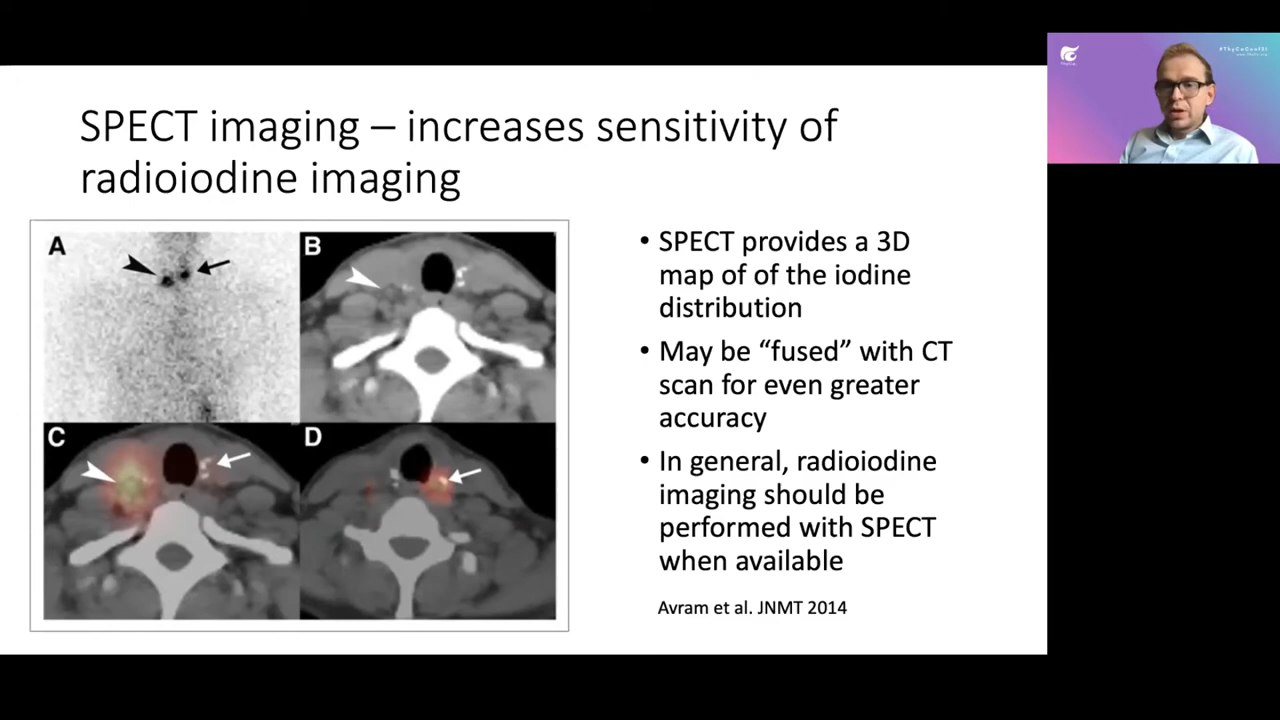 SPECT imaging – increases sensitivity of
radioiodine imaging
A
B
C
D
• SPECT provides a 3D
map of of the iodine
distribution
• May be “fused” with CT
scan for even greater
accuracy
• In general, radioiodine
imaging should be
performed with SPECT
when available
Avram et al. JNMT 2014